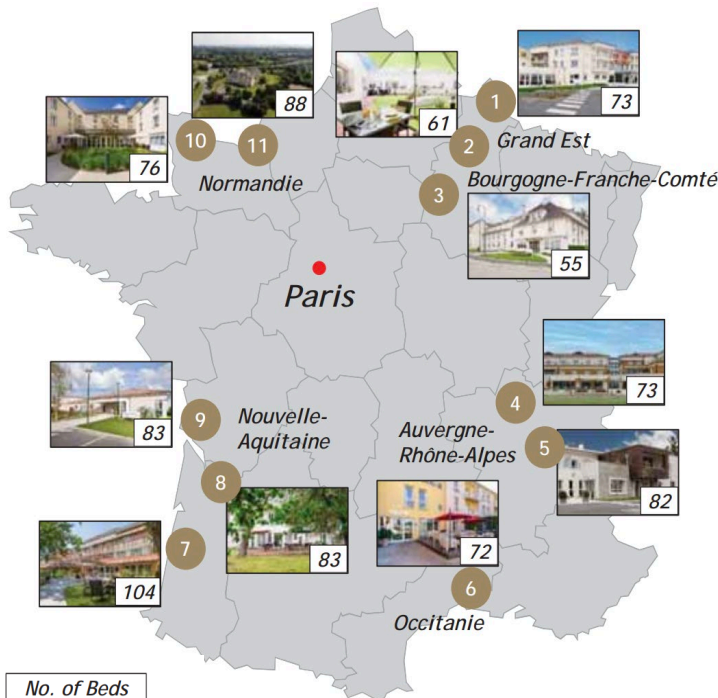 88
73
1
61
10
11
2
Grand Est
76
Normandie
Bourgogne-Franche-Comté
3
55
Paris
73
4
83
9
Nouvelle-
Aquitaine
Auvergne-
Rhône-Alpes
5
82
8
83
72
7
104
6
Occitanie
No. of Beds